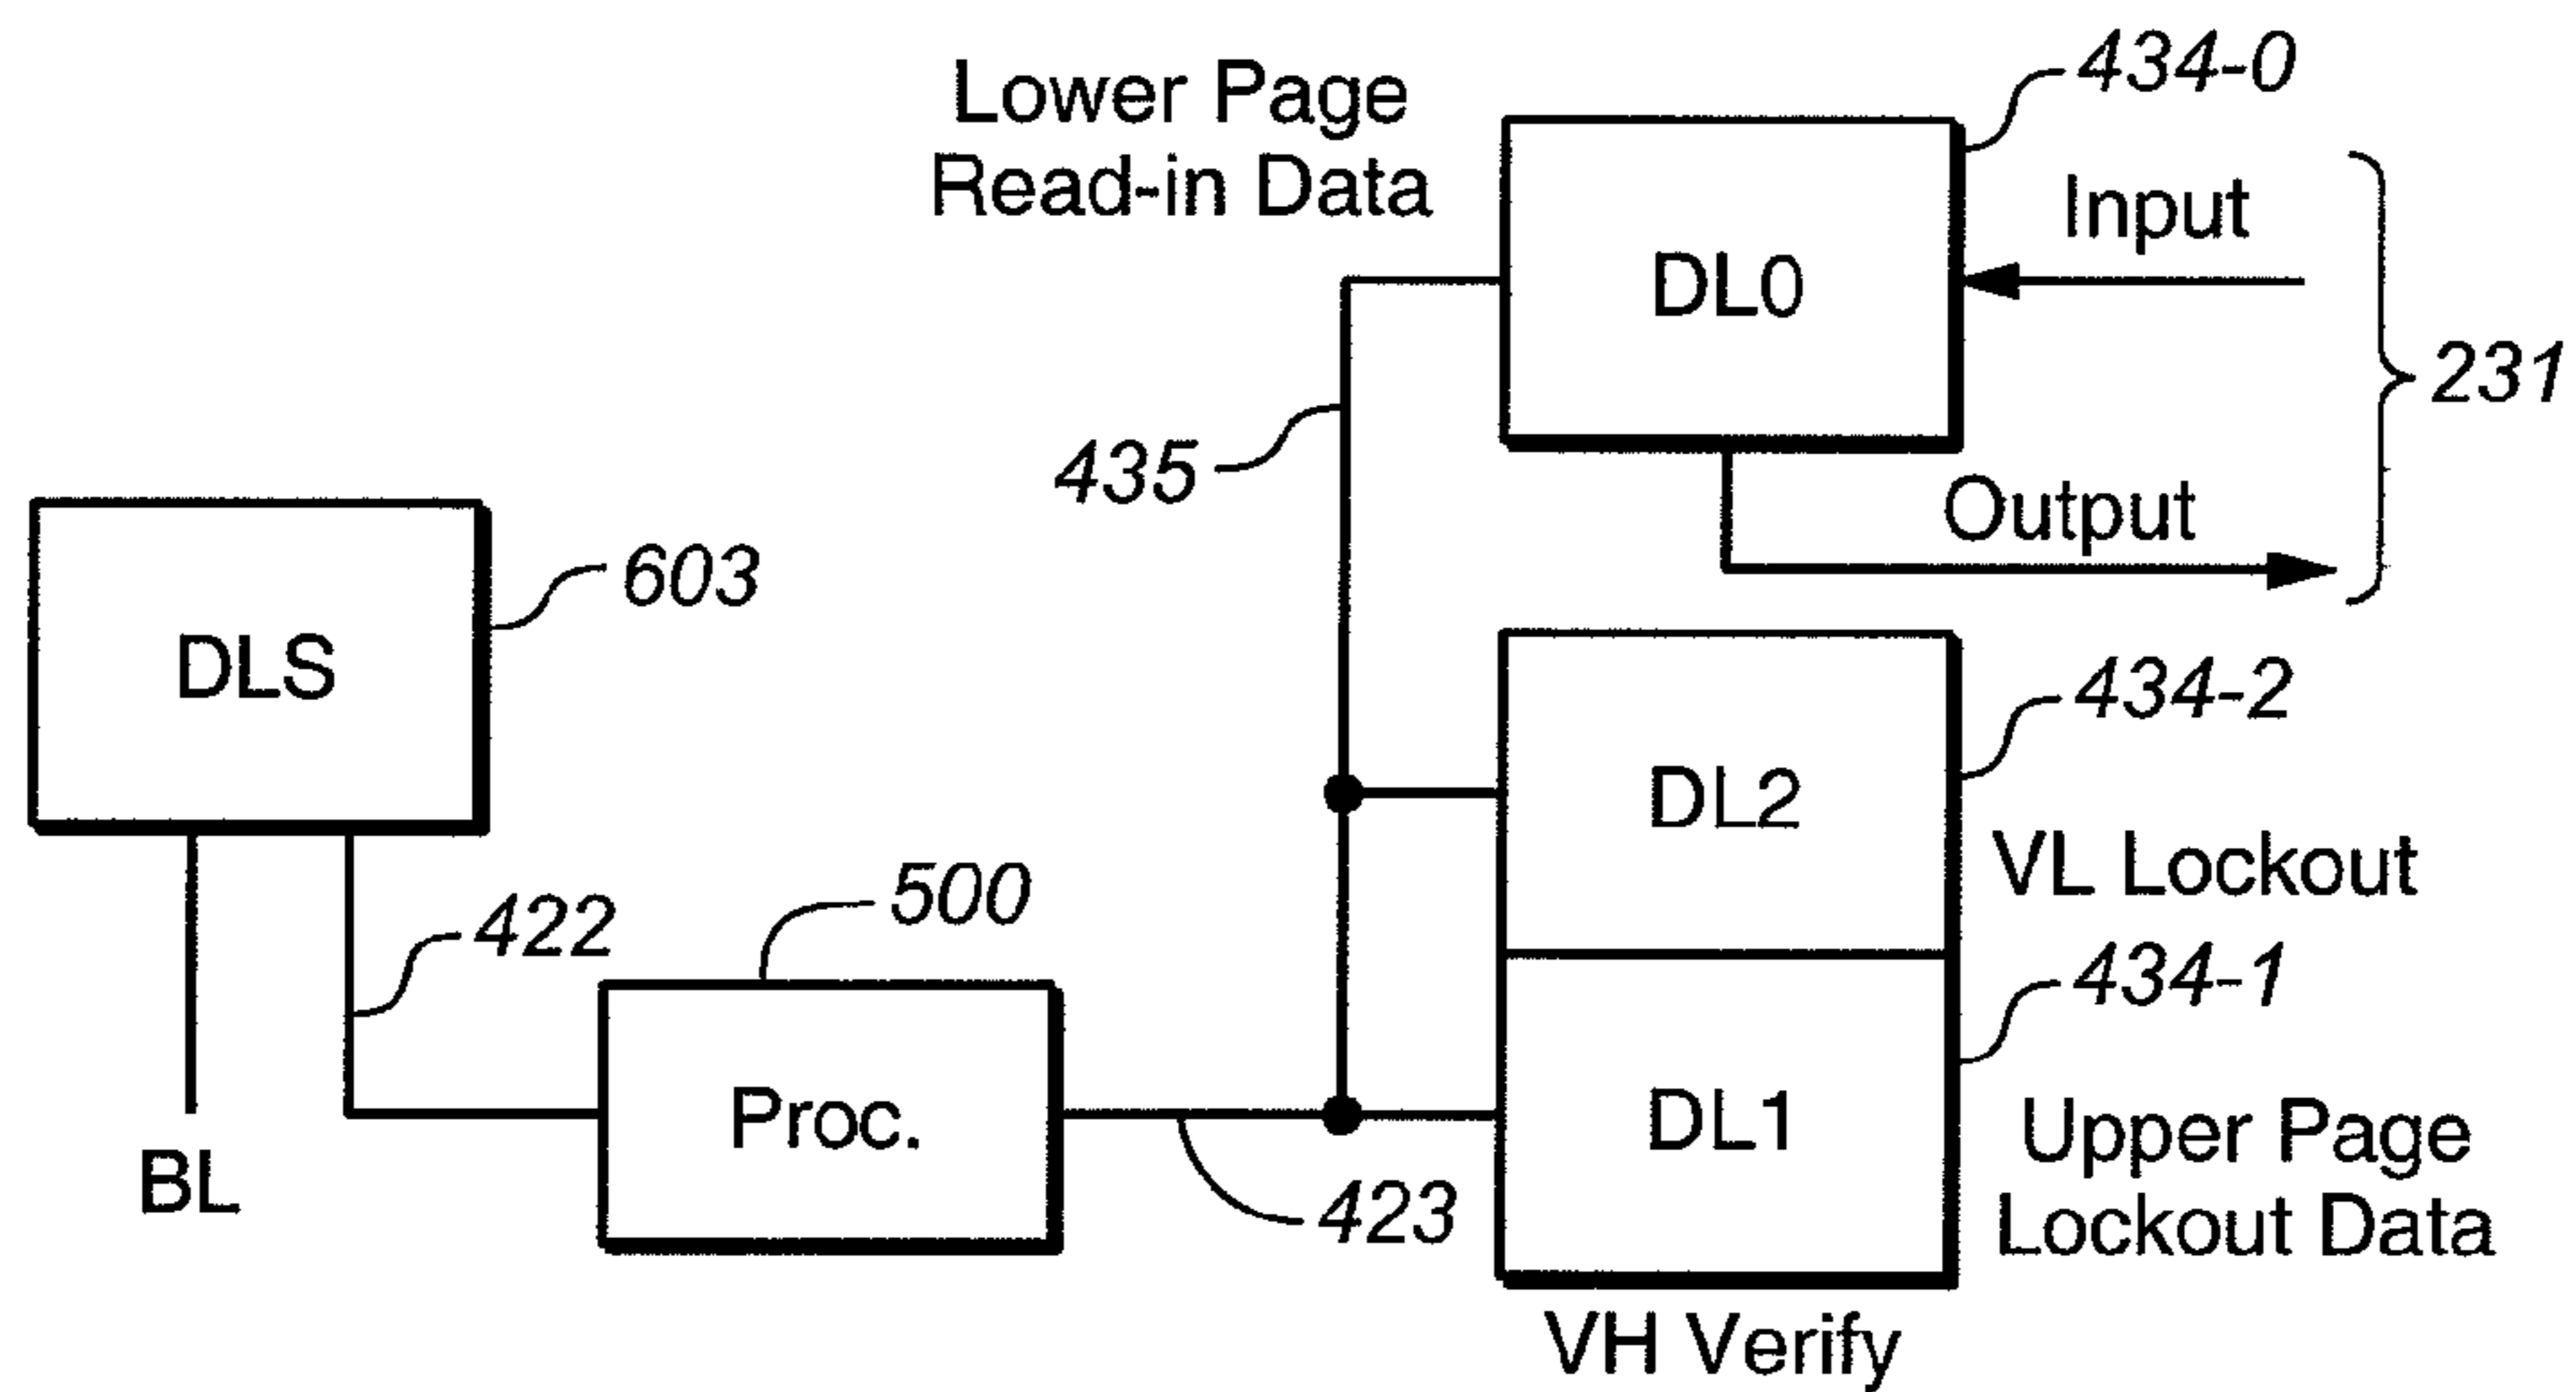 434-0
Lower Page
Read-in Data
Input
DL0
231
435
Output
603
DLS
434-2
DL2
VL Lockout
500
422
434-1
Proc.
DL1
Upper Page
Lockout Data
BL
423
VH Verify